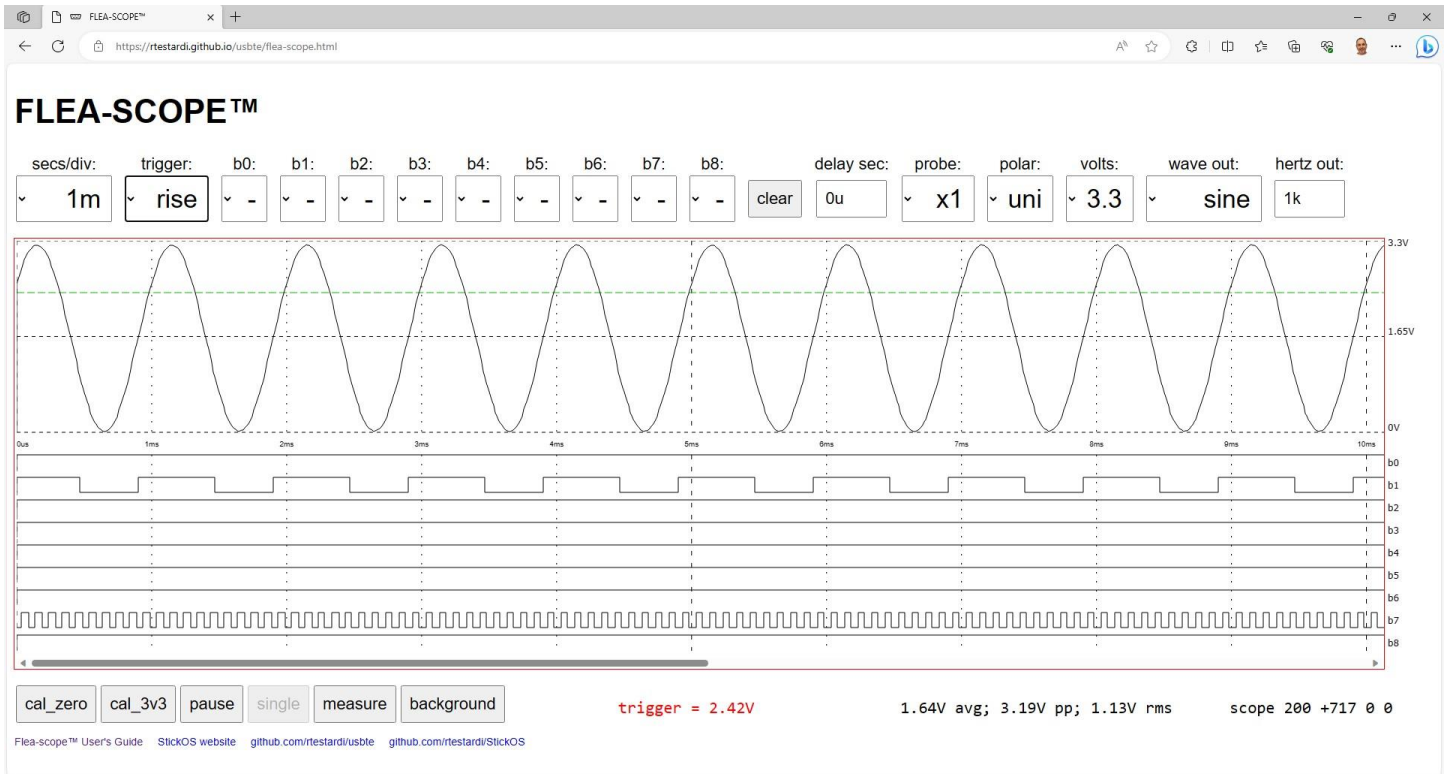 FLEA-SCOPE™
https://rtestardi.github.io/usbte/flea-scope.html
FLEA-SCOPE™
secs/div: trigger: b0: b1: b2: b3: b4: b5: b6: b7: b8: delay sec: probe: polar: volts: wave out: hertz out:
1m rise - - - - - - - - - clear 0u x1 uni 3.3 sine 1k
3.3V
1.65V
0V
0us 1ms 2ms 3ms 4ms 5ms 6ms 7ms 8ms 9ms 10ms
b0
b1
b2
b3
b4
b5
b6
b7
b8
cal_zero cal_3v3 pause single measure background trigger = 2.42V 1.64V avg; 3.19V pp; 1.13V rms scope 200 +717 0 0
Flea-scope™ User's Guide StickOS website github.com/rtestardi/usbte github.com/rtestardi/StickOS